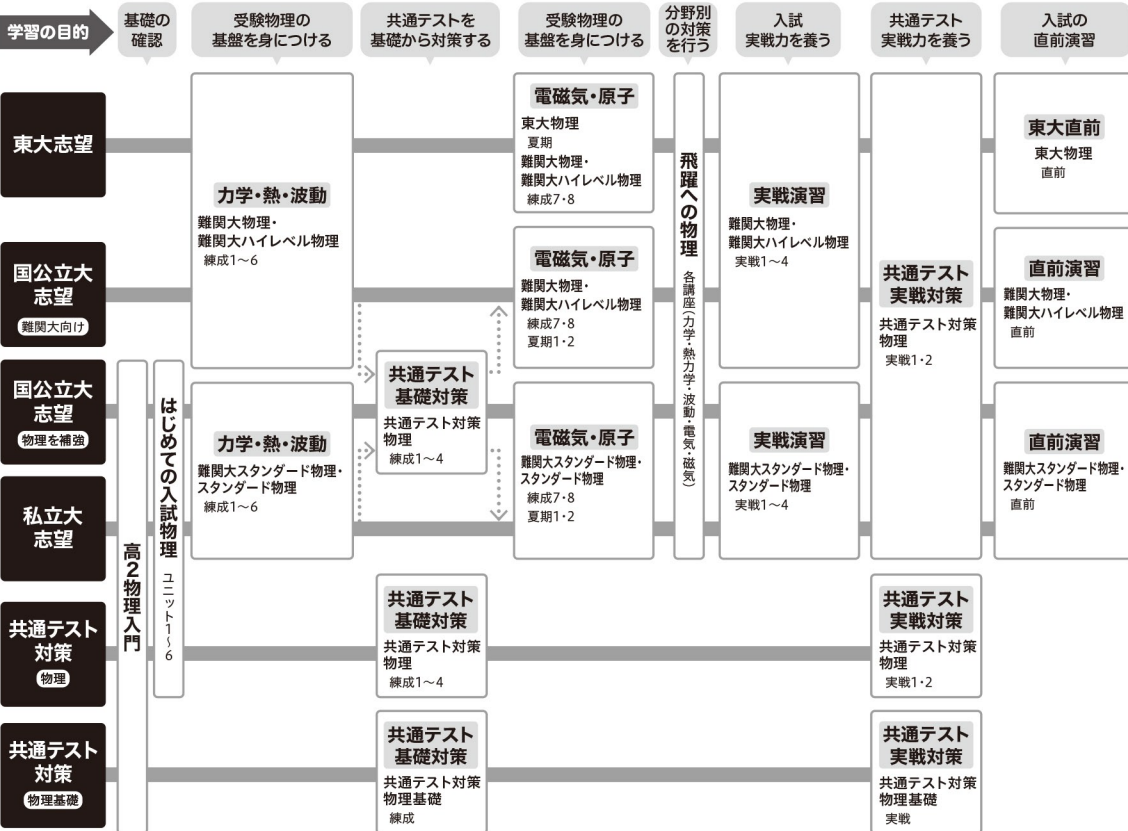 学習の目的
基礎の
確認
受験物理の
基盤を身につける
共通テストを
基礎から対策する
受験物理の
基盤を身につける
分野別
の対策
を行う
入試
実戦力を養う
共通テスト
実戦力を養う
入試の
直前演習
東大志望
国公立大
志望
難関大向け
国公立大
志望
物理を補強
私立大
志望
共通テスト
対策
物理
共通テスト
対策
物理基礎
高2物理入門
はじめての入試物理 ユニット1〜6
力学・熱・波動
難関大物理・
難関大ハイレベル物理
練成1〜6
力学・熱・波動
難関大スタンダード物理・
スタンダード物理
練成1〜6
共通テスト
基礎対策
共通テスト対策
物理
練成1〜4
共通テスト
基礎対策
共通テスト対策
物理
練成1〜4
共通テスト
基礎対策
共通テスト対策
物理基礎
練成
電磁気・原子
東大物理
夏期
難関大物理・
難関大ハイレベル物理
練成7・8
電磁気・原子
難関大物理・
難関大ハイレベル物理
練成7・8
夏期1・2
電磁気・原子
難関大スタンダード物理・
スタンダード物理
練成7・8
夏期1・2
飛躍への物理 各講座(力学・熱力学・波動・電気・磁気)
実戦演習
難関大物理・
難関大ハイレベル物理
実戦1〜4
実戦演習
難関大スタンダード物理・
スタンダード物理
実戦1〜4
共通テスト
実戦対策
共通テスト対策
物理
実戦1・2
共通テスト
実戦対策
共通テスト対策
物理
実戦1・2
共通テスト
実戦対策
共通テスト対策
物理基礎
実戦
東大直前
東大物理
直前
直前演習
難関大物理・
難関大ハイレベル物理
直前
直前演習
難関大スタンダード物理・
スタンダード物理
直前